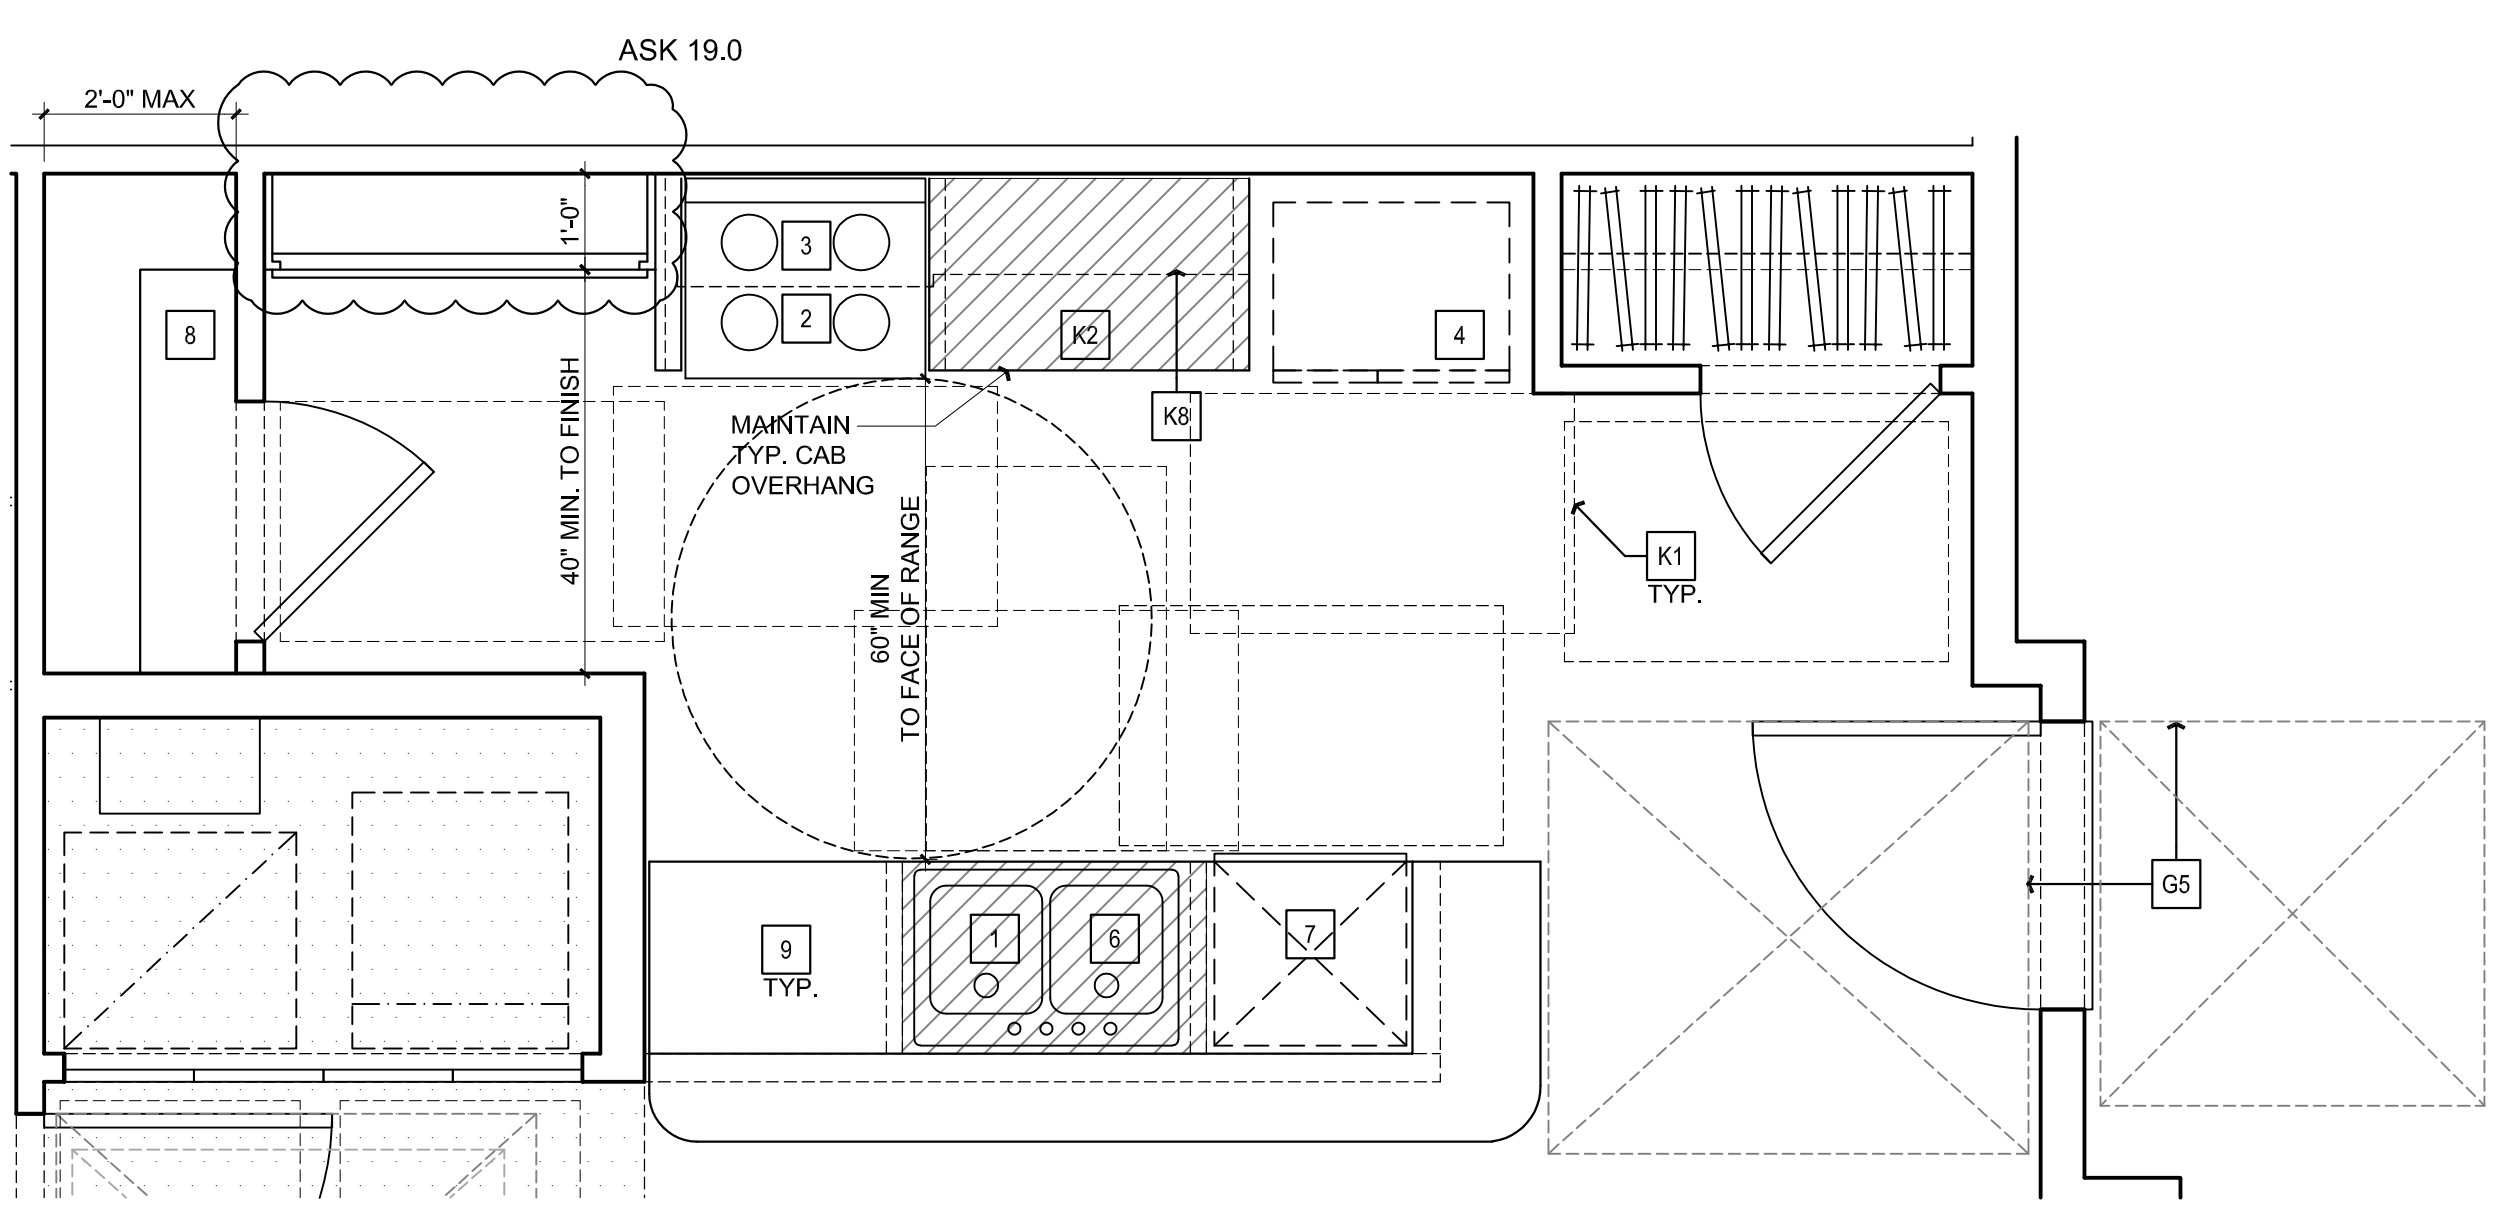 ASK 19.0
2'-0" MAX
1'-0"
3
2
8
K2
4
K8
MAINTAIN
TYP. CAB
OVERHANG
40" MIN. TO FINISH
60" MIN
TO FACE OF RANGE
K1
TYP.
G5
9
TYP.
1
6
7